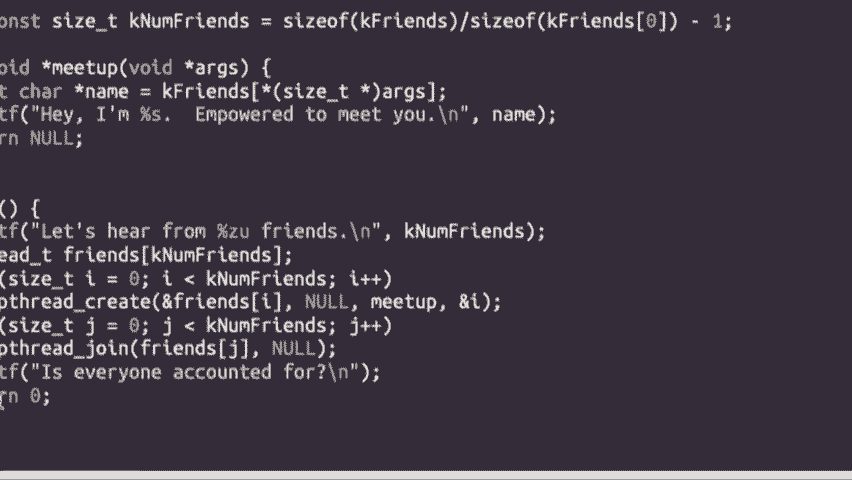 onst size_t kNumFriends = sizeof(kFriends)/sizeof(kFriends[0]) - 1;
oid *meetup(void *args) {
t char *name = kFriends[*(size_t *)args];
tf("Hey, I'm %s.  Empowered to meet you.\n", name);
rn NULL;
() {
tf("Let's hear from %zu friends.\n", kNumFriends);
ead_t friends[kNumFriends];
(size_t i = 0; i < kNumFriends; i++)
pthread_create(&friends[i], NULL, meetup, &i);
(size_t j = 0; j < kNumFriends; j++)
pthread_join(friends[j], NULL);
tf("Is everyone accounted for?\n");
rn 0;